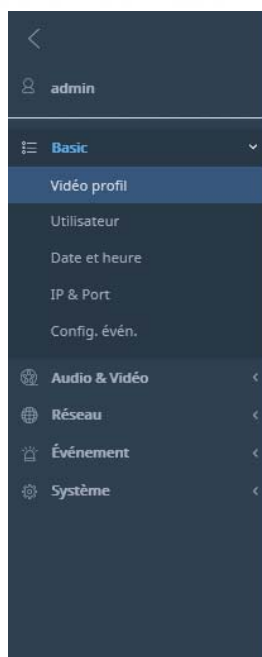 admin
Basic
Vidéo profil
Utilisateur
Date et heure
IP & Port
Config. évén.
Audio & Vidéo
Réseau
Événement
Système